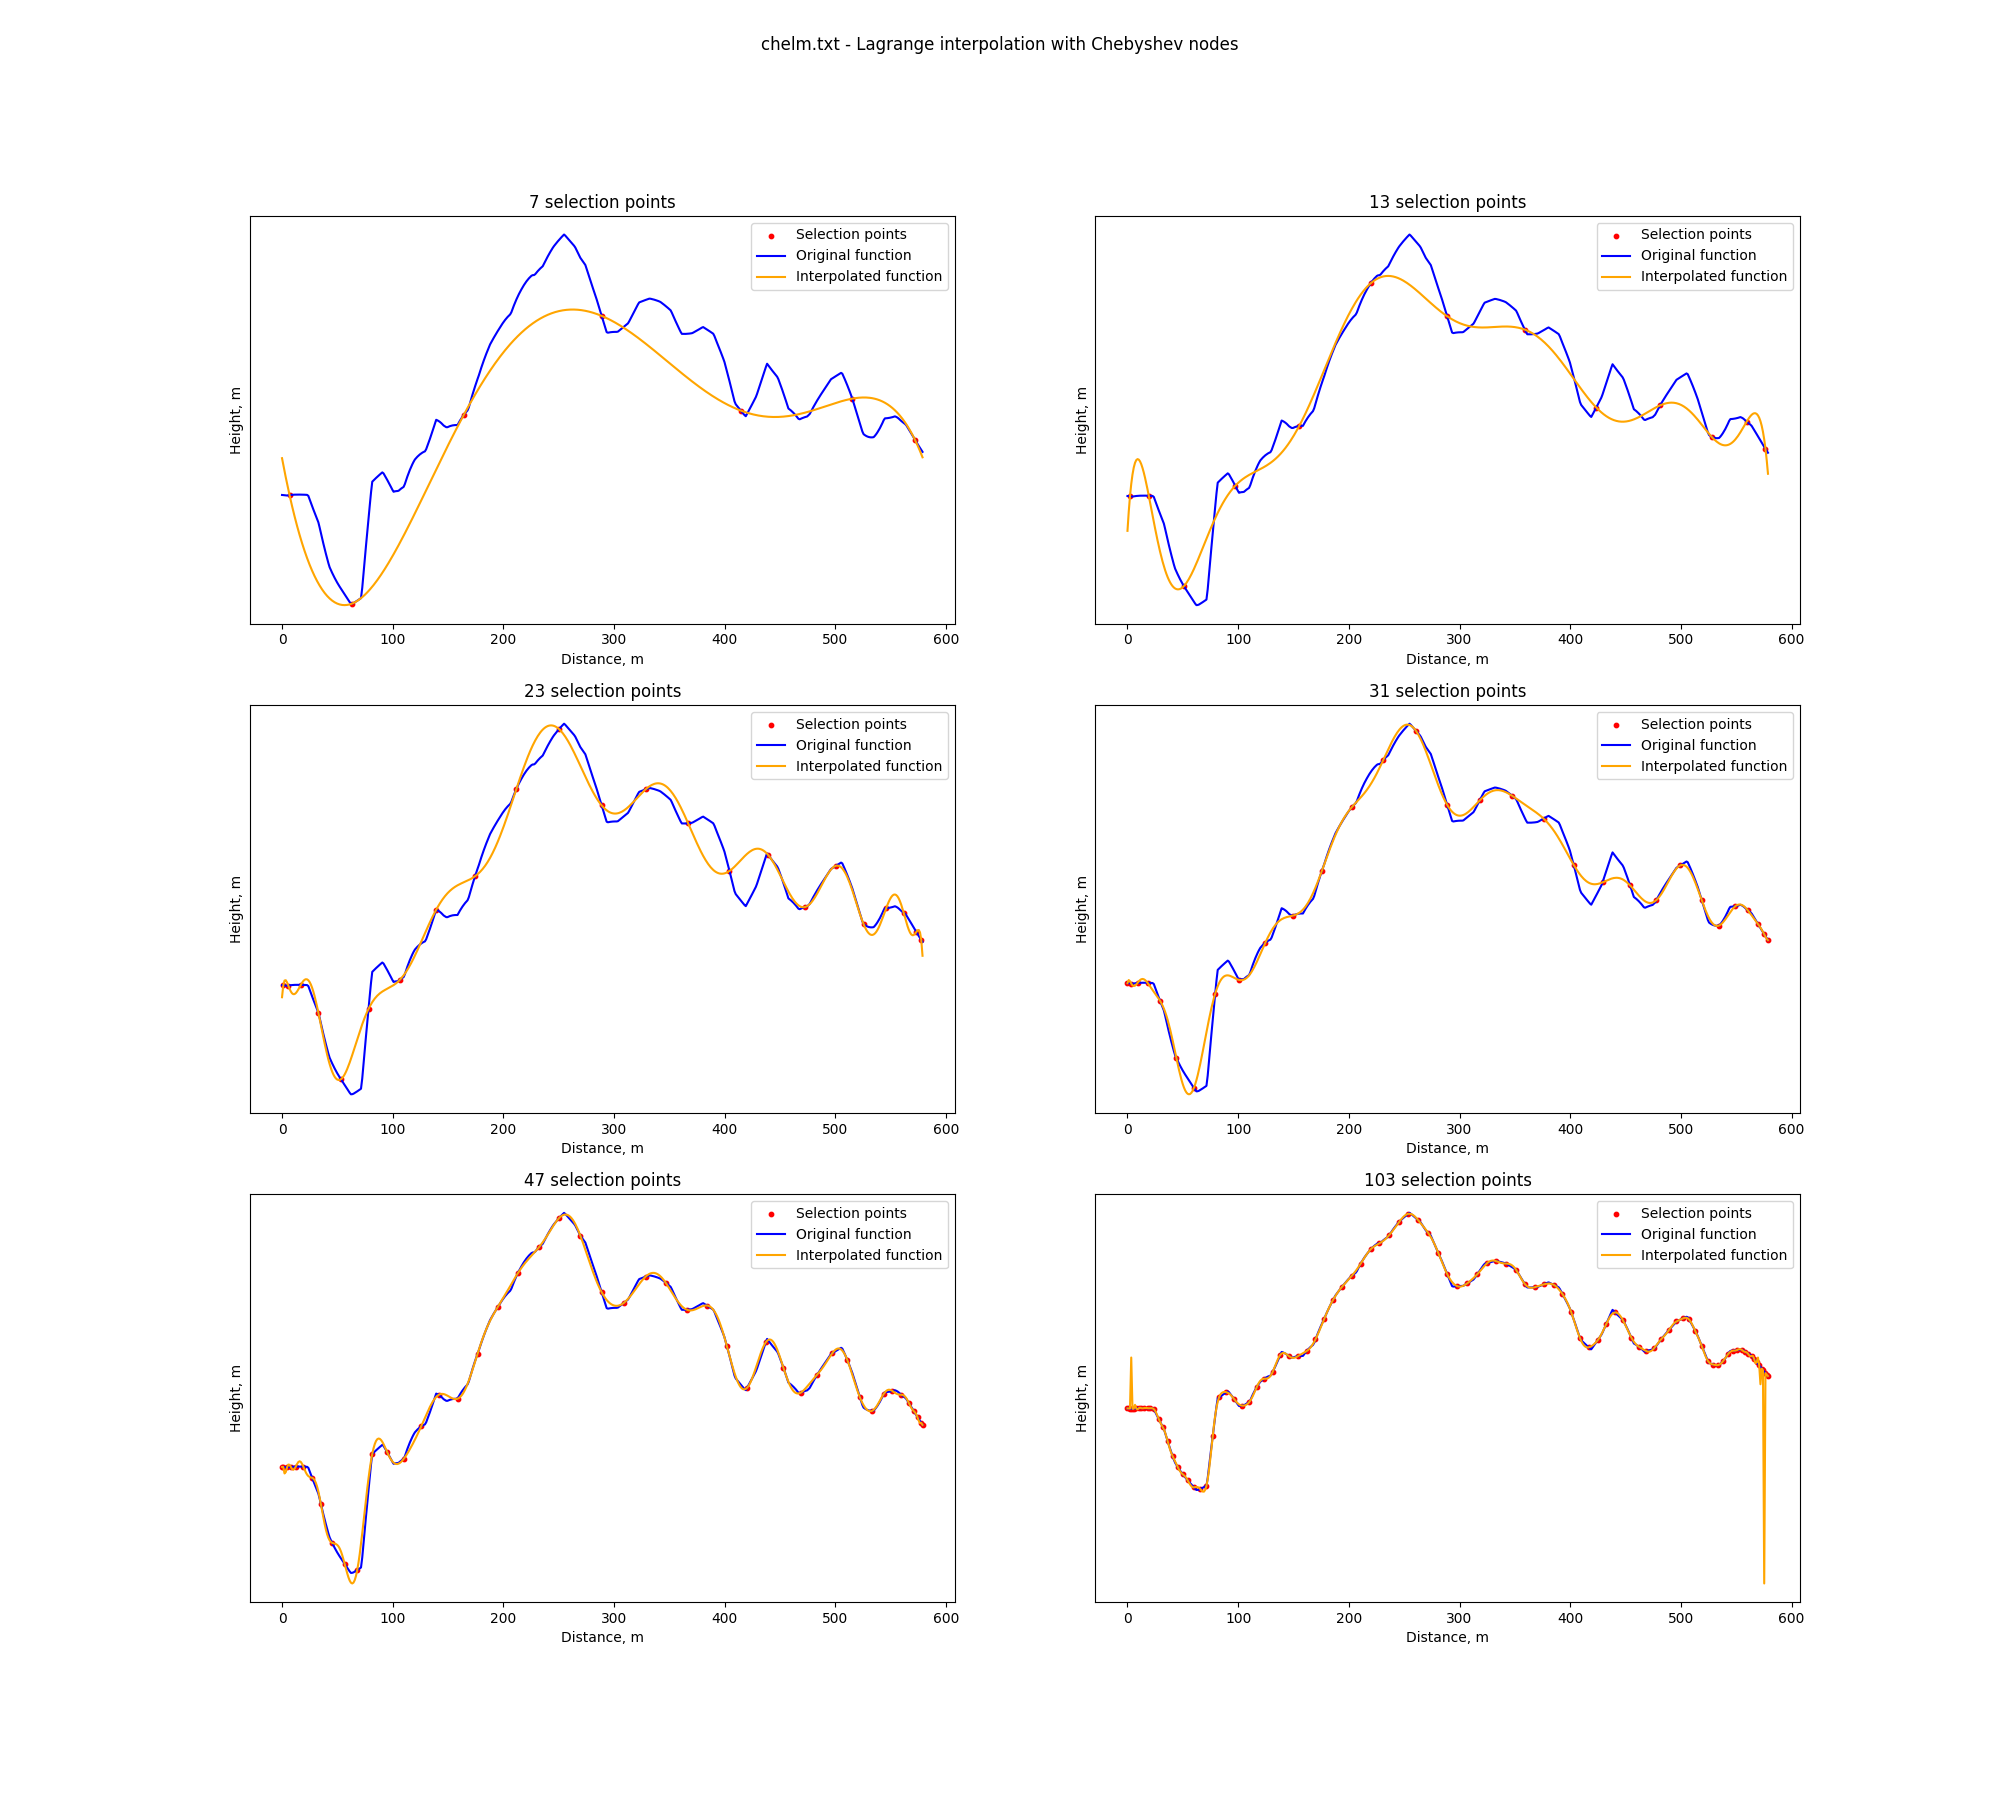 chelm.txt - Lagrange interpolation with Chebyshev nodes
7 selection points
Selection points
Original function
Interpolated function
Height, m
0 100 200 300 400 500 600
Distance, m
13 selection points
Selection points
Original function
Interpolated function
Height, m
0 100 200 300 400 500 600
Distance, m
23 selection points
Selection points
Original function
Interpolated function
Height, m
0 100 200 300 400 500 600
Distance, m
31 selection points
Selection points
Original function
Interpolated function
Height, m
0 100 200 300 400 500 600
Distance, m
47 selection points
Selection points
Original function
Interpolated function
Height, m
0 100 200 300 400 500 600
Distance, m
103 selection points
Selection points
Original function
Interpolated function
Height, m
0 100 200 300 400 500 600
Distance, m